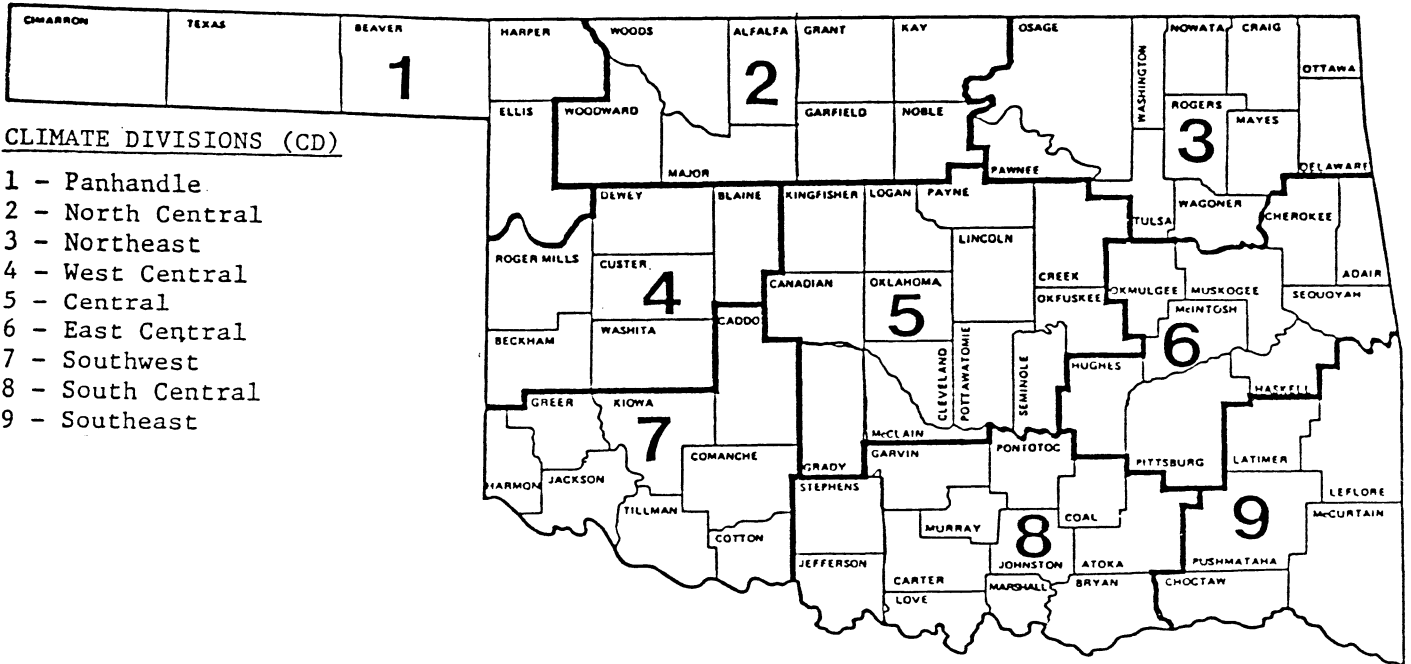 CIMARRON
TEXAS
BEAVER
HARPER
WOODS
ALFALFA
GRANT
KAY
OSAGE
WASHINGTON
NOWATA
CRAIG
OTTAWA
1
2
3
ELLIS
WOODWARD
GARFIELD
NOBLE
ROGERS
MAYES
MAJOR
PAWNEE
DELAWARE
CLIMATE DIVISIONS (CD)
1 - Panhandle
2 - North Central
3 - Northeast
4 - West Central
5 - Central
6 - East Central
7 - Southwest
8 - South Central
9 - Southeast
DEWEY
BLAINE
KINGFISHER
LOGAN
PAYNE
TULSA
WAGONER
CHEROKEE
LINCOLN
ROGER MILLS
CUSTER
4
CANADIAN
OKLAHOMA
5
CREEK
OKFUSKEE
OKMULGEE
MUSKOGEE
ADAIR
SEQUOYAH
McINTOSH
6
BECKHAM
WASHITA
CADDO
CLEVELAND
POTTAWATOMIE
SEMINOLE
HUGHES
HASKELL
GREER
KIOWA
7
McCLAIN
GARVIN
PONTOTOC
PITTSBURG
LATIMER
COMANCHE
GRADY
STEPHENS
HARMON
JACKSON
TILLMAN
COTTON
LEFLORE
McCURTAIN
MURRAY
8
COAL
9
JEFFERSON
CARTER
LOVE
JOHNSTON
MARSHALL
ATOKA
BRYAN
PUSHMATAHA
CHOCTAW